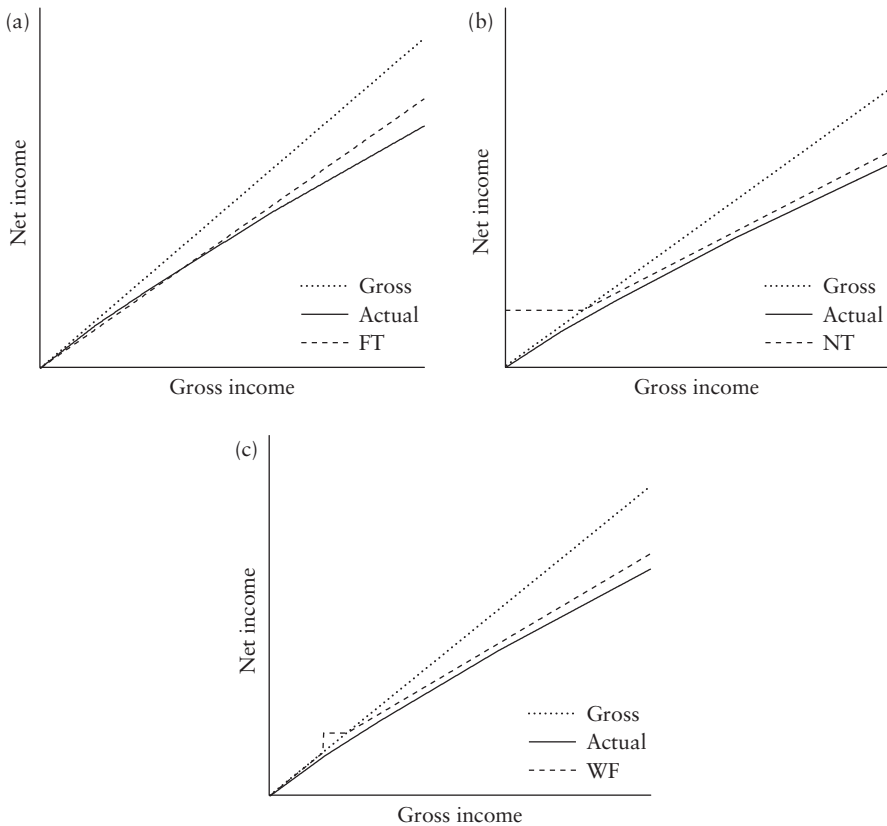 (a)
Net income
Gross
Actual
FT
Gross income
(b)
Net income
Gross
Actual
NT
Gross income
(c)
Net income
Gross
Actual
WF
Gross income